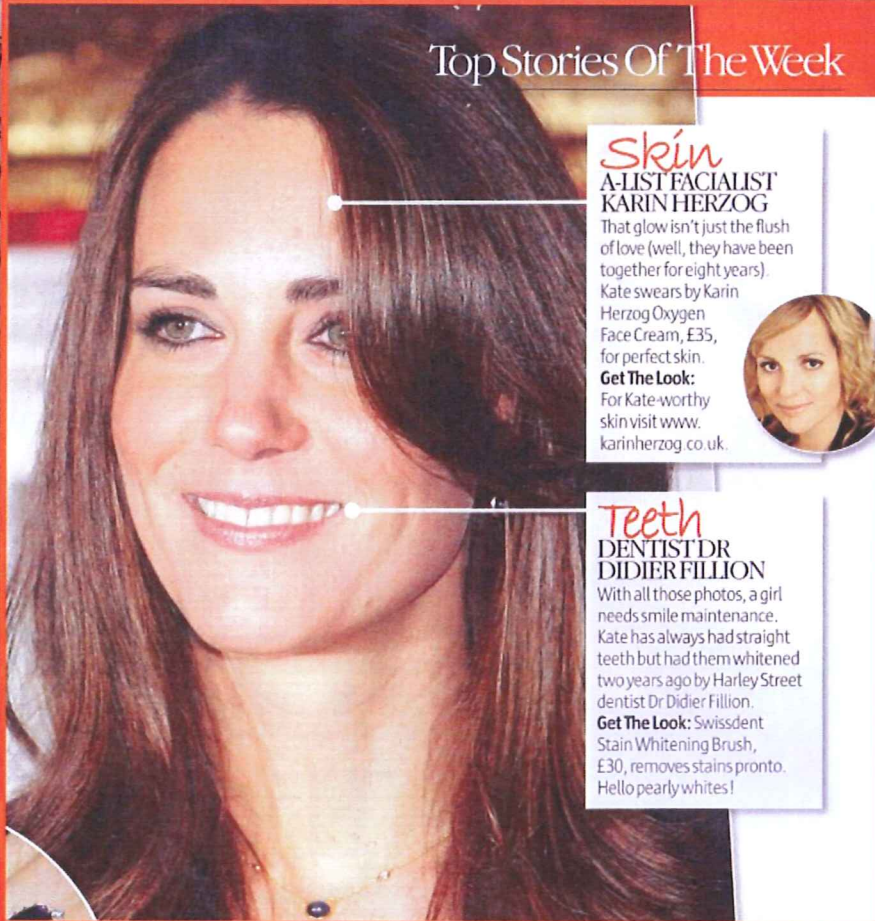 Top Stories Of The Week
Skin
A-LIST FACIALIST
KARIN HERZOG
That glow isn't just the flush
of love (well, they have been
together for eight years).
Kate swears by Karin
Herzog Oxygen
Face Cream, £35,
for perfect skin.
Get The Look:
For Kate-worthy
skin visit www.
karinherzog.co.uk.
Teeth
DENTIST DR
DIDIER FILLION
With all those photos, a girl
needs smile maintenance.
Kate has always had straight
teeth but had them whitened
two years ago by Harley Street
dentist Dr Didier Fillion.
Get The Look: Swissdent
Stain Whitening Brush,
£30, removes stains pronto.
Hello pearly whites!